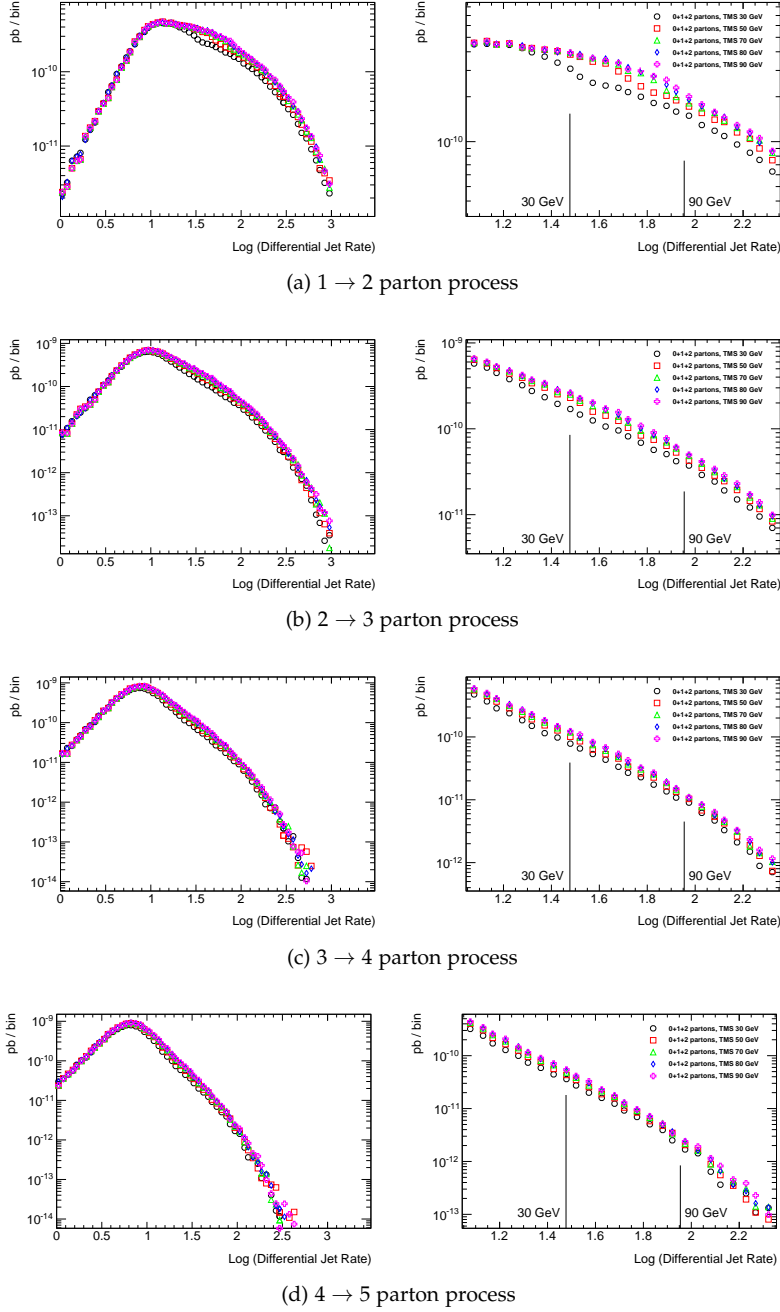 pb / bin
10⁻¹⁰
10⁻¹¹
0 0.5 1 1.5 2 2.5 3
Log (Differential Jet Rate)
pb / bin
10⁻¹⁰
0+1+2 partons, TMS 30 GeV
0+1+2 partons, TMS 50 GeV
0+1+2 partons, TMS 70 GeV
0+1+2 partons, TMS 80 GeV
0+1+2 partons, TMS 90 GeV
30 GeV
90 GeV
1.2 1.4 1.6 1.8 2 2.2
Log (Differential Jet Rate)
(a) 1 → 2 parton process
pb / bin
10⁻⁹
10⁻¹⁰
10⁻¹¹
10⁻¹²
10⁻¹³
0 0.5 1 1.5 2 2.5 3
Log (Differential Jet Rate)
pb / bin
10⁻⁹
10⁻¹⁰
10⁻¹¹
0+1+2 partons, TMS 30 GeV
0+1+2 partons, TMS 50 GeV
0+1+2 partons, TMS 70 GeV
0+1+2 partons, TMS 80 GeV
0+1+2 partons, TMS 90 GeV
30 GeV
90 GeV
1.2 1.4 1.6 1.8 2 2.2
Log (Differential Jet Rate)
(b) 2 → 3 parton process
pb / bin
10⁻⁹
10⁻¹⁰
10⁻¹¹
10⁻¹²
10⁻¹³
10⁻¹⁴
0 0.5 1 1.5 2 2.5 3
Log (Differential Jet Rate)
pb / bin
10⁻¹⁰
10⁻¹¹
10⁻¹²
0+1+2 partons, TMS 30 GeV
0+1+2 partons, TMS 50 GeV
0+1+2 partons, TMS 70 GeV
0+1+2 partons, TMS 80 GeV
0+1+2 partons, TMS 90 GeV
30 GeV
90 GeV
1.2 1.4 1.6 1.8 2 2.2
Log (Differential Jet Rate)
(c) 3 → 4 parton process
pb / bin
10⁻⁹
10⁻¹⁰
10⁻¹¹
10⁻¹²
10⁻¹³
10⁻¹⁴
0 0.5 1 1.5 2 2.5 3
Log (Differential Jet Rate)
pb / bin
10⁻¹⁰
10⁻¹¹
10⁻¹²
10⁻¹³
0+1+2 partons, TMS 30 GeV
0+1+2 partons, TMS 50 GeV
0+1+2 partons, TMS 70 GeV
0+1+2 partons, TMS 80 GeV
0+1+2 partons, TMS 90 GeV
30 GeV
90 GeV
1.2 1.4 1.6 1.8 2 2.2
Log (Differential Jet Rate)
(d) 4 → 5 parton process